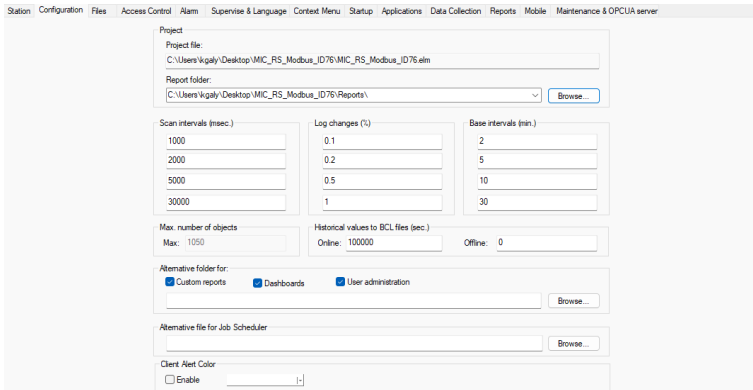 Station Configuration Files Access Control Alarm Supervise & Language Context Menu Startup Applications Data Collection Reports Mobile Maintenance & OPCUA server
Project
Project file:
C:\Users\kgaly\Desktop\MIC_RS_Modbus_ID76\MIC_RS_Modbus_ID76.elm
Report folder:
C:\Users\kgaly\Desktop\MIC_RS_Modbus_ID76\Reports\ Browse...
Scan intervals (msec.) Log changes (%) Base intervals (min.)
1000 0.1 2
2000 0.2 5
5000 0.5 10
30000 1 30
Max. number of objects Historical values to BCL files (sec.)
Max: 1050 Online: 100000 Offline: 0
Alternative folder for:
Custom reports Dashboards User administration
Browse...
Alternative file for Job Scheduler
Browse...
Client Alert Color
Enable